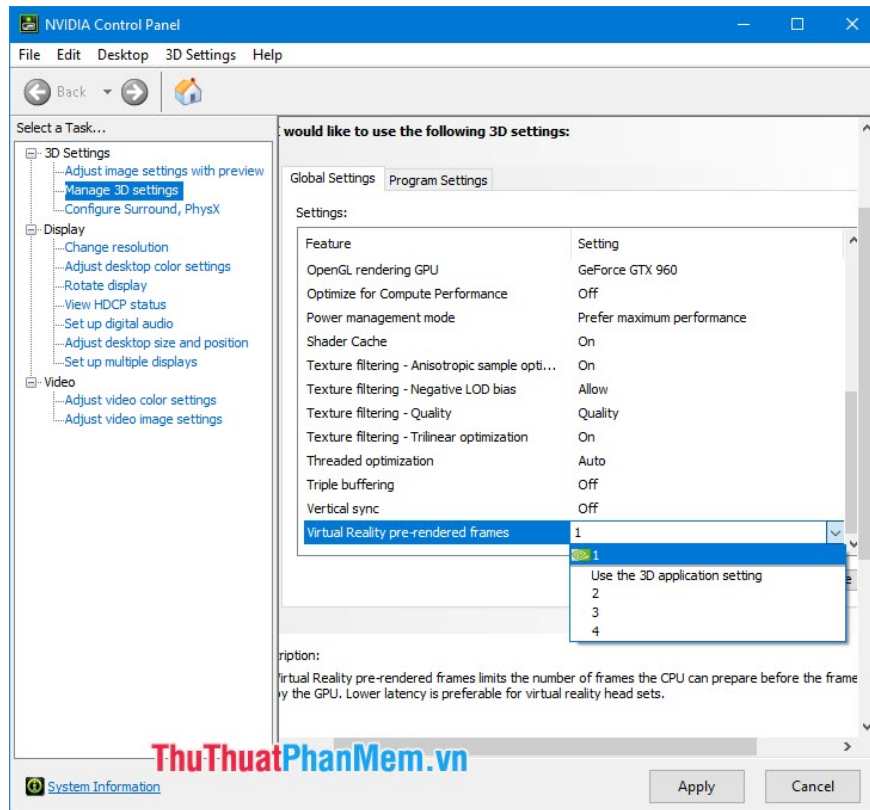 NVIDIA Control Panel
File Edit Desktop 3D Settings Help
Back
Select a Task...
3D Settings
Adjust image settings with preview
Manage 3D settings
Configure Surround, PhysX
Display
Change resolution
Adjust desktop color settings
Rotate display
View HDCP status
Set up digital audio
Adjust desktop size and position
Set up multiple displays
Video
Adjust video color settings
Adjust video image settings
would like to use the following 3D settings:
Global Settings Program Settings
Settings:
Feature Setting
OpenGL rendering GPU GeForce GTX 960
Optimize for Compute Performance Off
Power management mode Prefer maximum performance
Shader Cache On
Texture filtering - Anisotropic sample opti... On
Texture filtering - Negative LOD bias Allow
Texture filtering - Quality Quality
Texture filtering - Trilinear optimization On
Threaded optimization Auto
Triple buffering Off
Vertical sync Off
Virtual Reality pre-rendered frames 1
1
Use the 3D application setting
2
3
4
ription:
irtual Reality pre-rendered frames limits the number of frames the CPU can prepare before the frame
y the GPU. Lower latency is preferable for virtual reality head sets.
ThuThuatPhanMem.vn
System Information
Apply Cancel